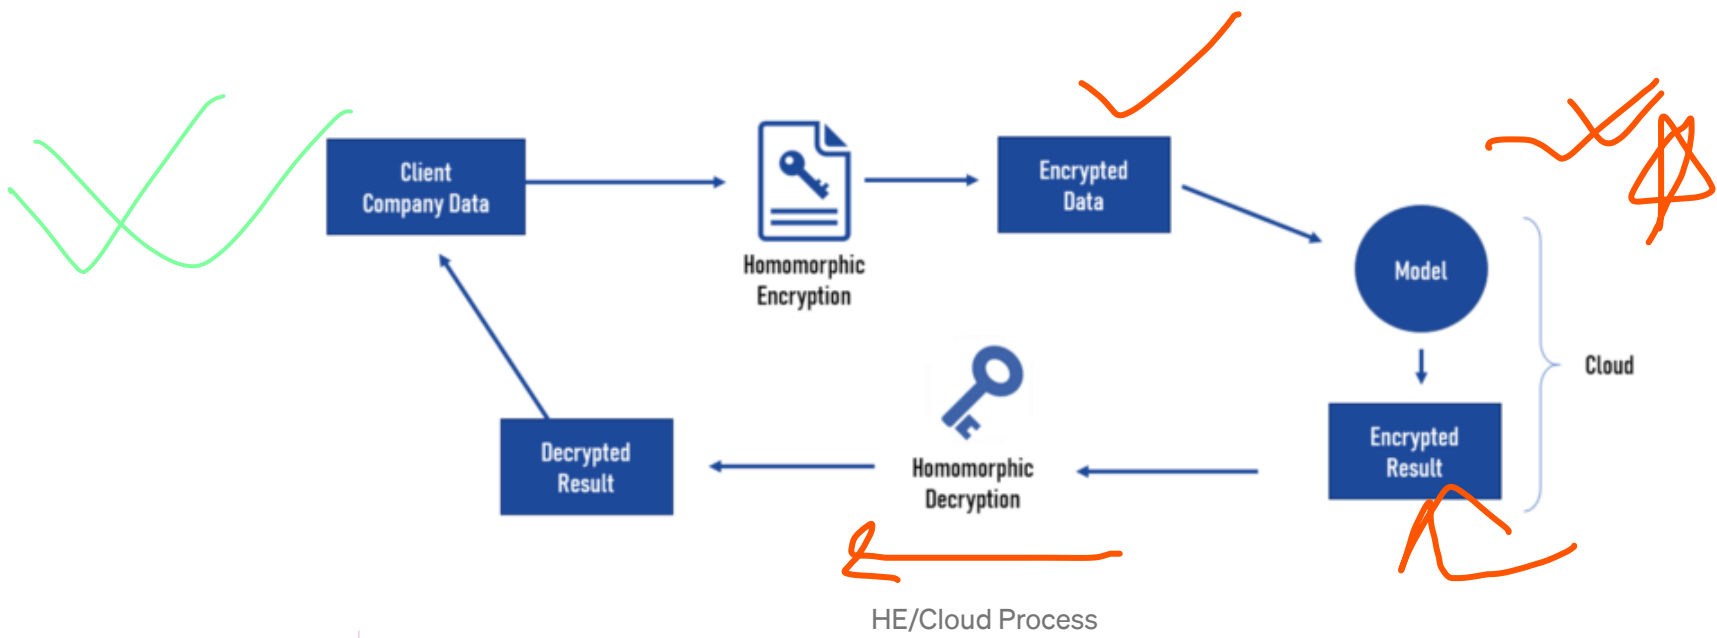 Client
Company Data
Homomorphic
Encryption
Encrypted
Data
Model
Cloud
Encrypted
Result
Homomorphic
Decryption
Decrypted
Result
HE/Cloud Process